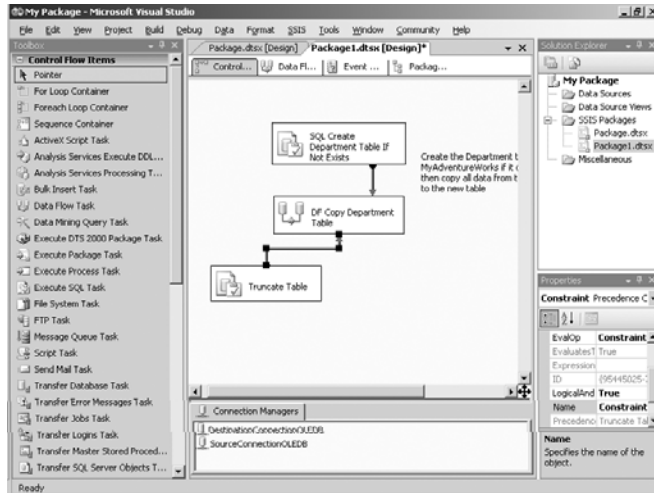 My Package - Microsoft Visual Studio
File Edit View Project Build Debug Data Format SSIS Tools Window Community Help
Toolbox
Control Flow Items
Pointer
For Loop Container
Foreach Loop Container
Sequence Container
ActiveX Script Task
Analysis Services Execute DDL...
Analysis Services Processing T...
Bulk Insert Task
Data Flow Task
Data Mining Query Task
Execute DTS 2000 Package Task
Execute Package Task
Execute Process Task
Execute SQL Task
File System Task
FTP Task
Message Queue Task
Script Task
Send Mail Task
Transfer Database Task
Transfer Error Messages Task
Transfer Jobs Task
Transfer Logins Task
Transfer Master Stored Proced...
Transfer SQL Server Objects T...
Package.dtsx [Design] Package1.dtsx [Design]*
Control... Data Fl... Event ... Packag...
SQL Create
Department Table If
Not Exists
Create the Department t
MyAdventureWorks if it d
then copy all data from t
to the new table
DF Copy Department
Table
Truncate Table
Connection Managers
DestinationConnectionOLEDB
SourceConnectionOLEDB
Solution Explorer
My Package
Data Sources
Data Source Views
SSIS Packages
Package.dtsx
Package1.dtsx
Miscellaneous
Properties
Constraint Precedence C
EvalOp Constraint
EvaluatesT True
Expression
ID {95445025-
LogicalAnd True
Name Constraint
Precedenc Truncate Tal
Name
Specifies the name of the
object.
Ready